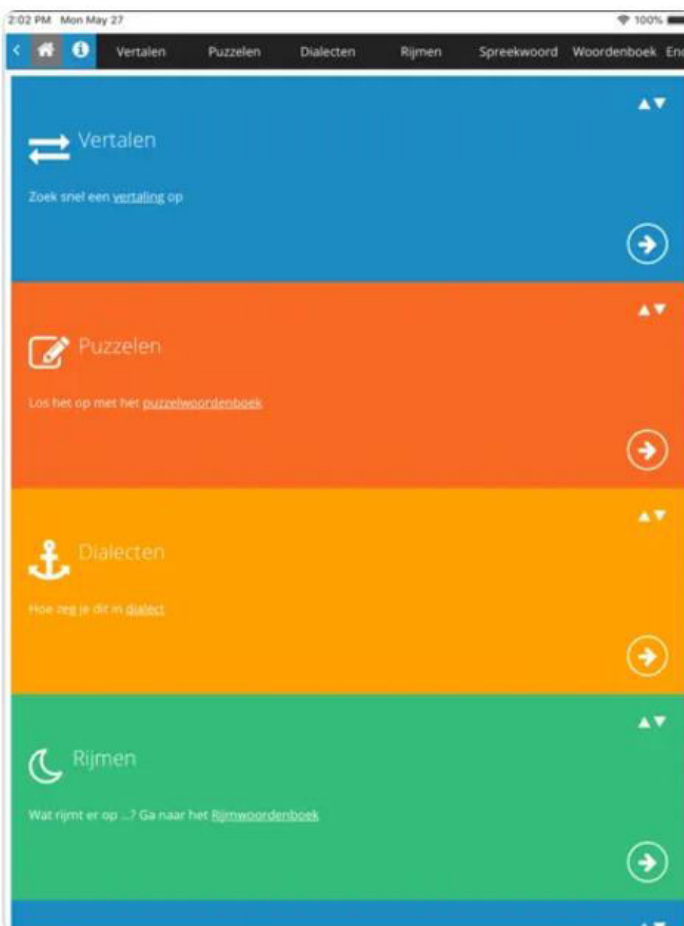 2:02 PM Mon May 27 100%
Vertalen Puzzelen Dialecten Rijmen Spreekwoord Woordenboek Enc
Vertalen
Zoek snel een vertaling op
Puzzelen
Los het op met het puzzelwoordenboek
Dialecten
Hoe zeg je dit in dialect
Rijmen
Wat rijmt er op ...? Ga naar het Rijmwoordenboek